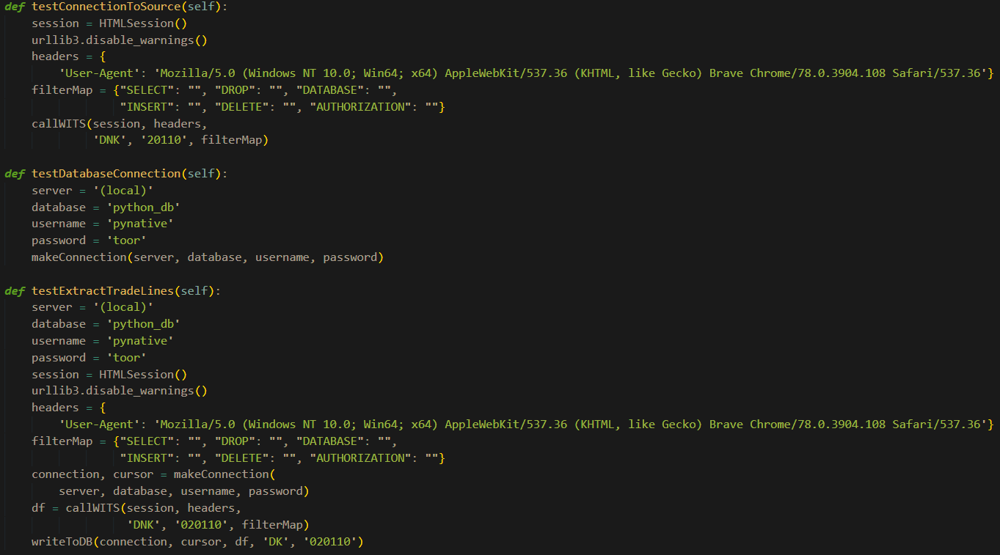 def testConnectionToSource(self):
session = HTMLSession()
urllib3.disable_warnings()
headers = {
'User-Agent': 'Mozilla/5.0 (Windows NT 10.0; Win64; x64) AppleWebKit/537.36 (KHTML, like Gecko) Brave Chrome/78.0.3904.108 Safari/537.36'}
filterMap = {"SELECT": "", "DROP": "", "DATABASE": "",
"INSERT": "", "DELETE": "", "AUTHORIZATION": ""}
callWITS(session, headers,
'DNK', '20110', filterMap)
def testDatabaseConnection(self):
server = '(local)'
database = 'python_db'
username = 'pynative'
password = 'toor'
makeConnection(server, database, username, password)
def testExtractTradeLines(self):
server = '(local)'
database = 'python_db'
username = 'pynative'
password = 'toor'
session = HTMLSession()
urllib3.disable_warnings()
headers = {
'User-Agent': 'Mozilla/5.0 (Windows NT 10.0; Win64; x64) AppleWebKit/537.36 (KHTML, like Gecko) Brave Chrome/78.0.3904.108 Safari/537.36'}
filterMap = {"SELECT": "", "DROP": "", "DATABASE": "",
"INSERT": "", "DELETE": "", "AUTHORIZATION": ""}
connection, cursor = makeConnection(
server, database, username, password)
df = callWITS(session, headers,
'DNK', '020110', filterMap)
writeToDB(connection, cursor, df, 'DK', '020110')